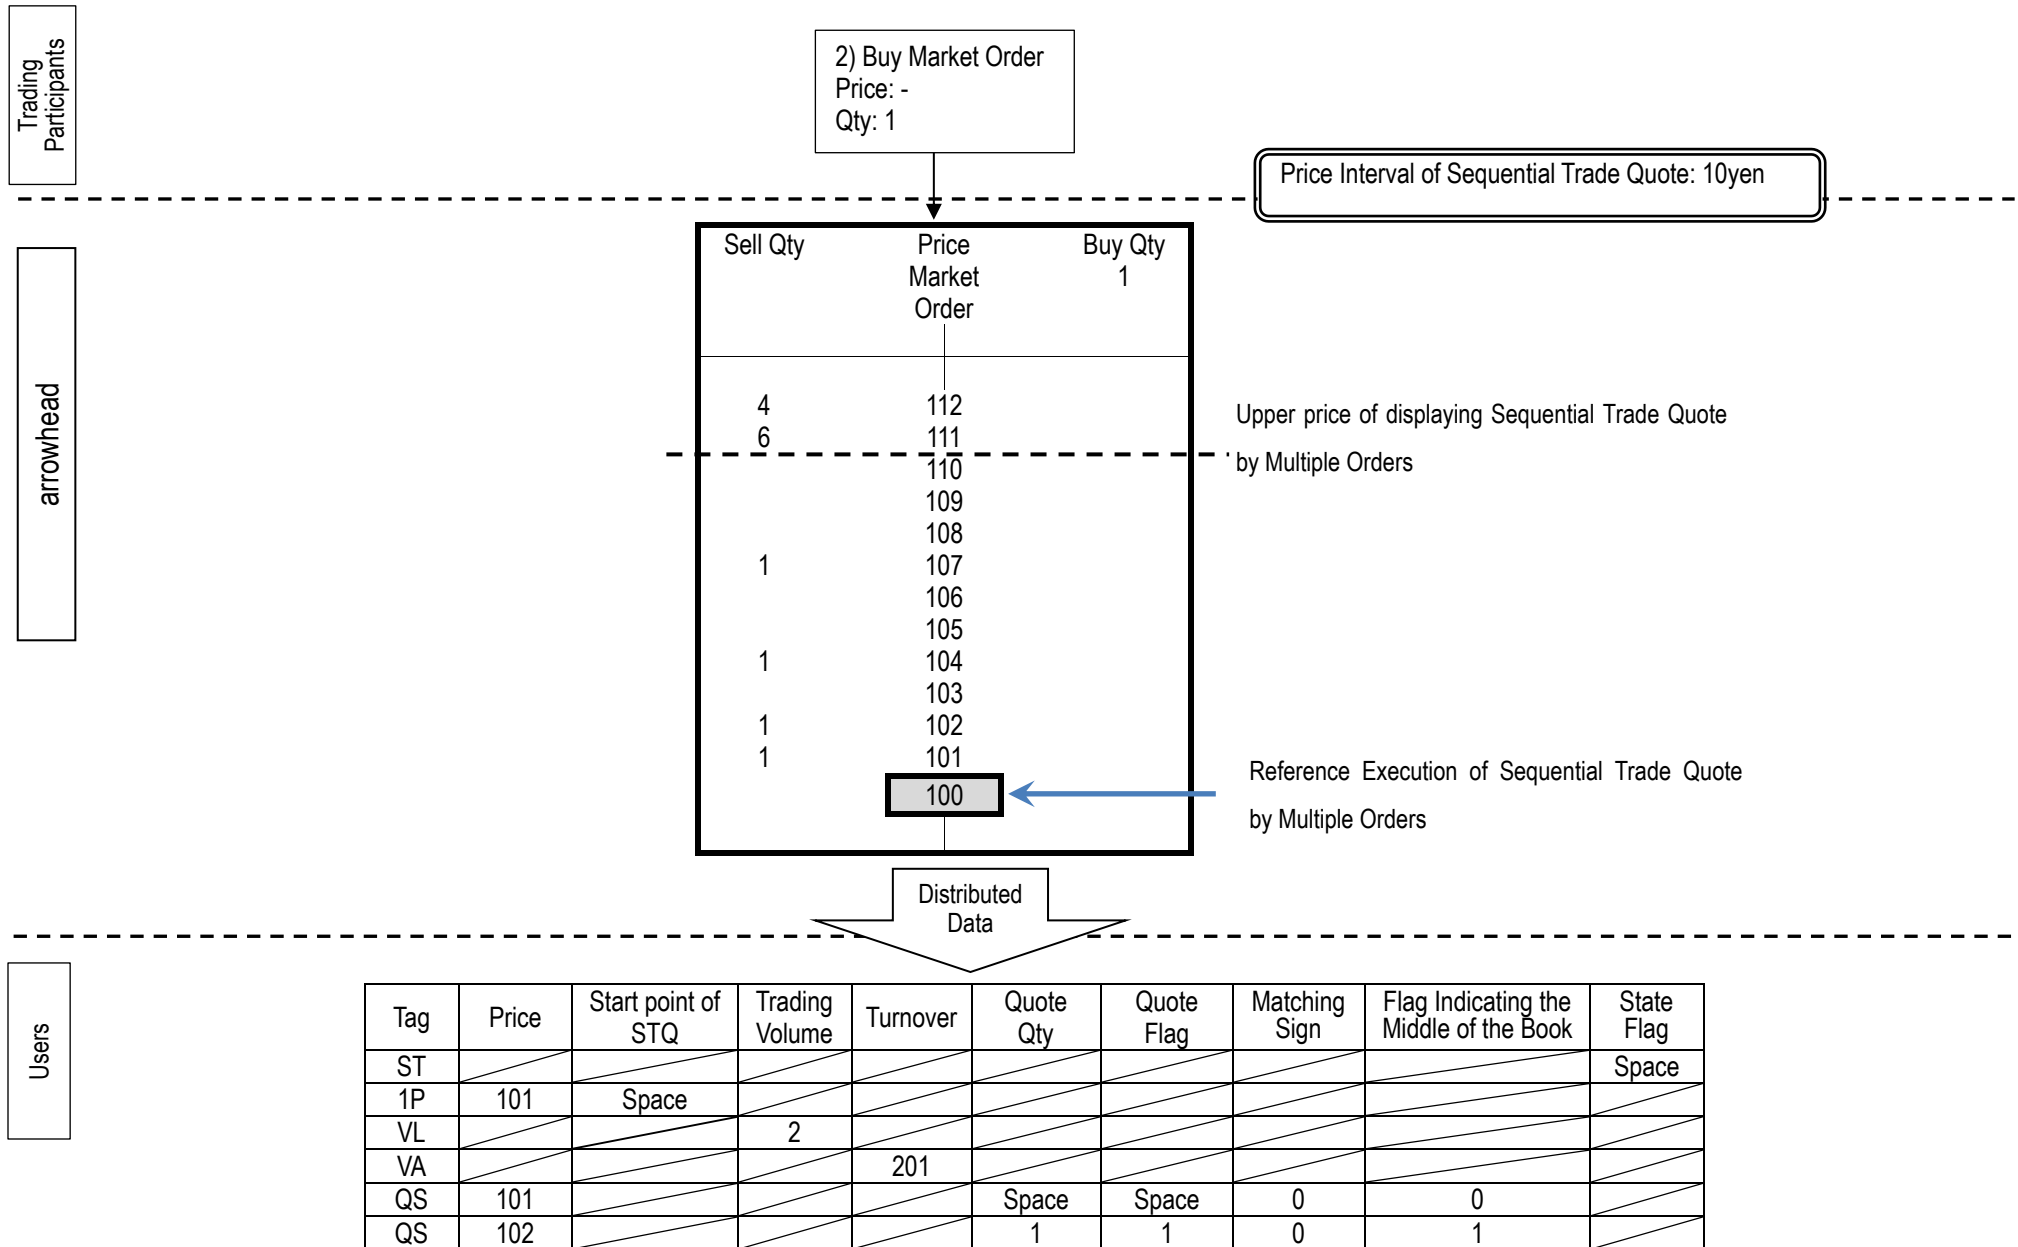 Trading
Participants
2) Buy Market Order
Price: -
Qty: 1
Price Interval of Sequential Trade Quote: 10yen
arrowhead
Sell Qty Price Buy Qty
Market 1
Order
4 112
6 111
110
109
108
1 107
106
105
1 104
103
1 102
1 101
100
Upper price of displaying Sequential Trade Quote
by Multiple Orders
Reference Execution of Sequential Trade Quote
by Multiple Orders
Distributed
Data
Users
Tag Price Start point of STQ Trading Volume Turnover Quote Qty Quote Flag Matching Sign Flag Indicating the Middle of the Book State Flag
ST Space
1P 101 Space
VL 2
VA 201
QS 101 Space Space 0 0
QS 102 1 1 0 1